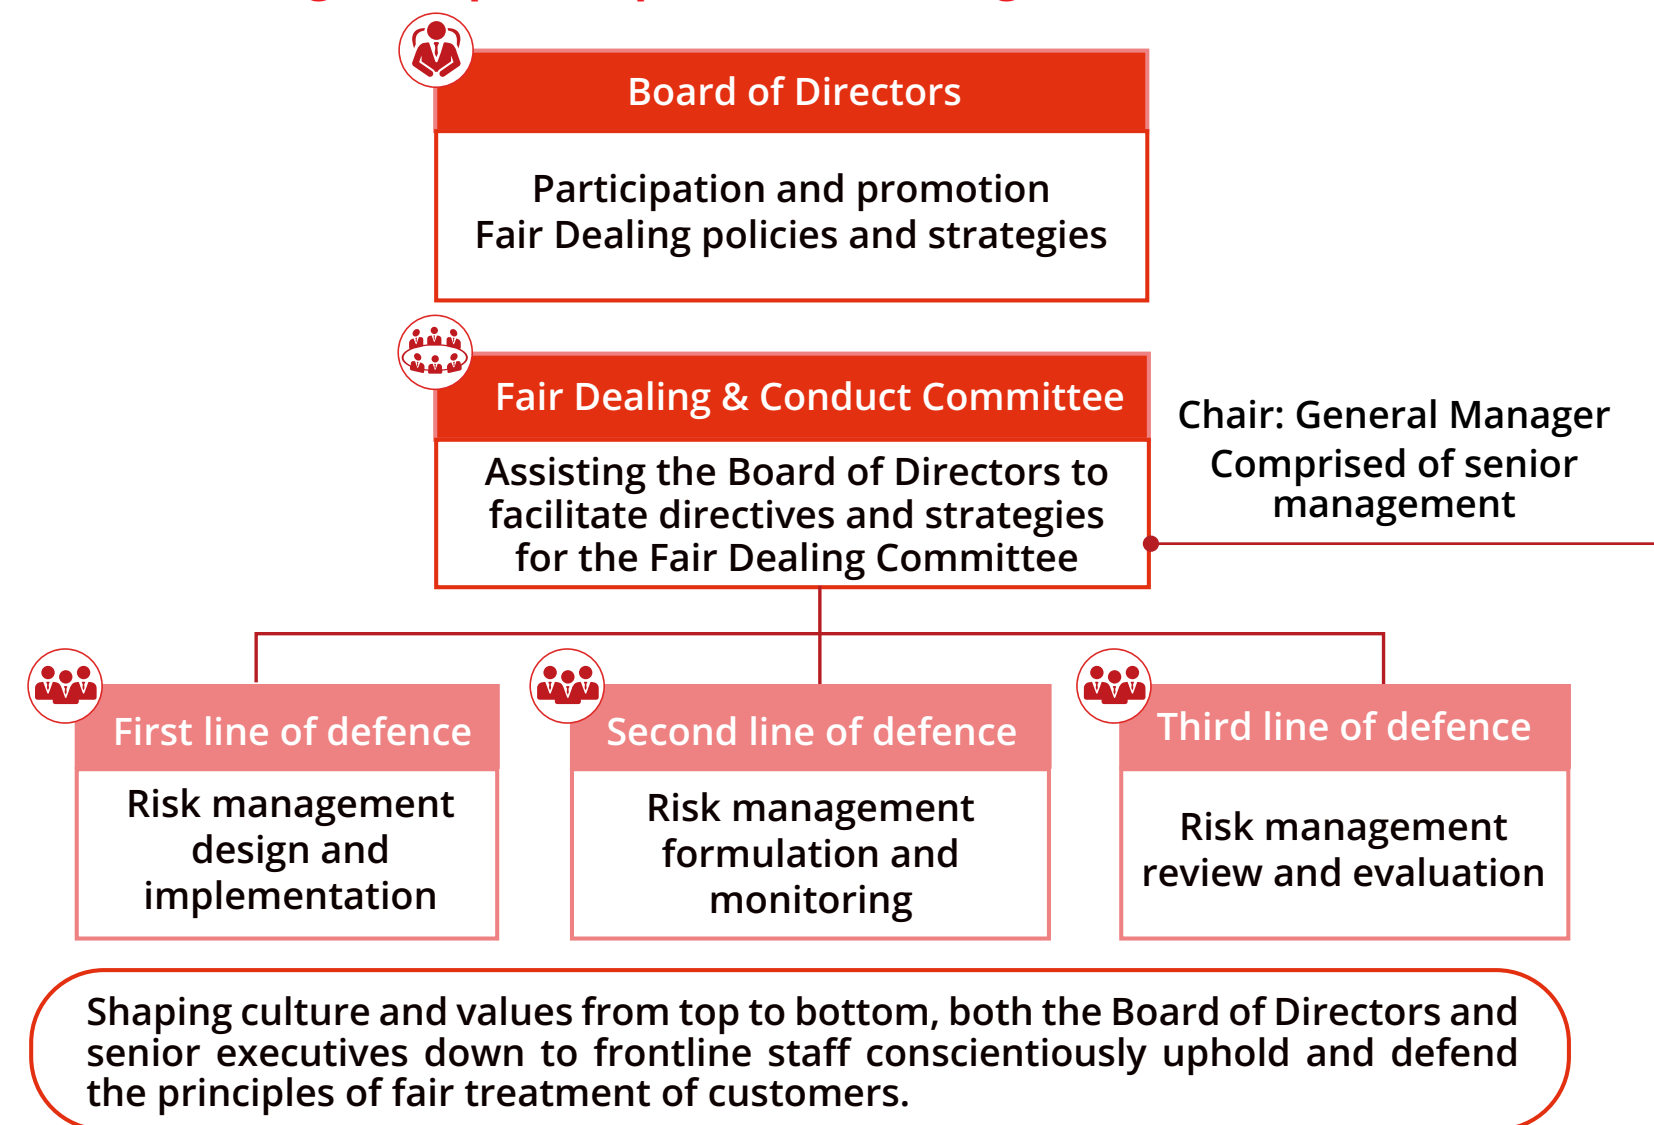 Board of Directors
Participation and promotion
Fair Dealing policies and strategies
Fair Dealing & Conduct Committee
Assisting the Board of Directors to
facilitate directives and strategies
for the Fair Dealing Committee
Chair: General Manager
Comprised of senior
management
First line of defence
Risk management
design and
implementation
Second line of defence
Risk management
formulation and
monitoring
Third line of defence
Risk management
review and evaluation
Shaping culture and values from top to bottom, both the Board of Directors and
senior executives down to frontline staff conscientiously uphold and defend
the principles of fair treatment of customers.